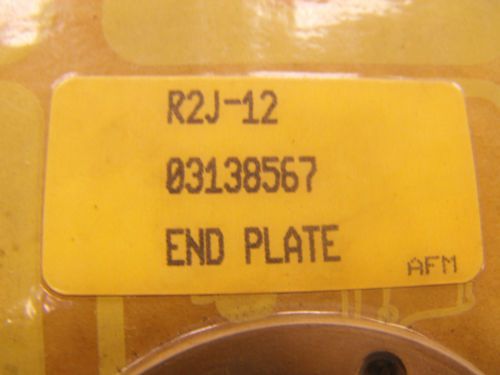 R2J-12
03138567
END PLATE
AFM